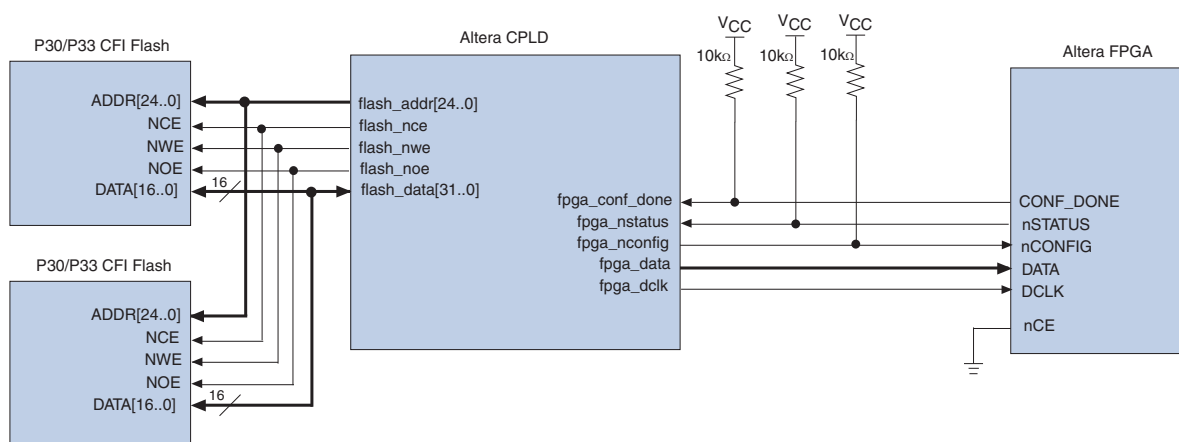 P30/P33 CFI Flash
ADDR[24..0]
NCE
NWE
NOE
DATA[16..0]
16
P30/P33 CFI Flash
ADDR[24..0]
NCE
NWE
NOE
DATA[16..0]
16
Altera CPLD
flash_addr[24..0]
flash_nce
flash_nwe
flash_noe
flash_data[31..0]
fpga_conf_done
fpga_nstatus
fpga_nconfig
fpga_data
fpga_dclk
VCC
10kΩ
VCC
10kΩ
VCC
10kΩ
Altera FPGA
CONF_DONE
nSTATUS
nCONFIG
DATA
DCLK
nCE